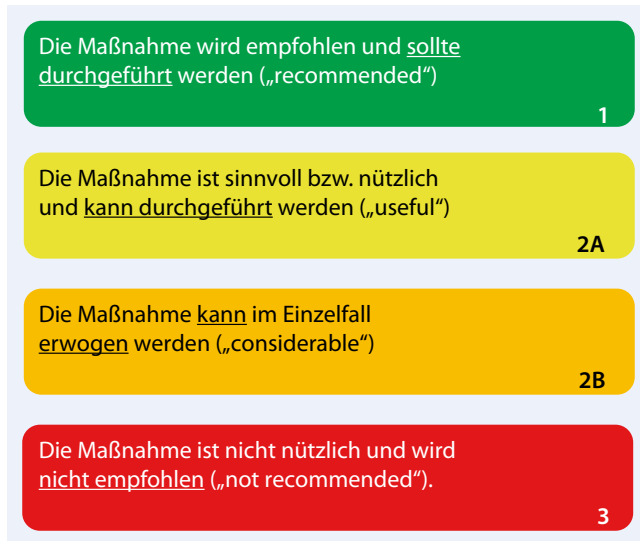 Die Maßnahme wird empfohlen und sollte
durchgeführt werden („recommended“)
1
Die Maßnahme ist sinnvoll bzw. nützlich
und kann durchgeführt werden („useful“)
2A
Die Maßnahme kann im Einzelfall
erwogen werden („considerable“)
2B
Die Maßnahme ist nicht nützlich und wird
nicht empfohlen („not recommended“).
3